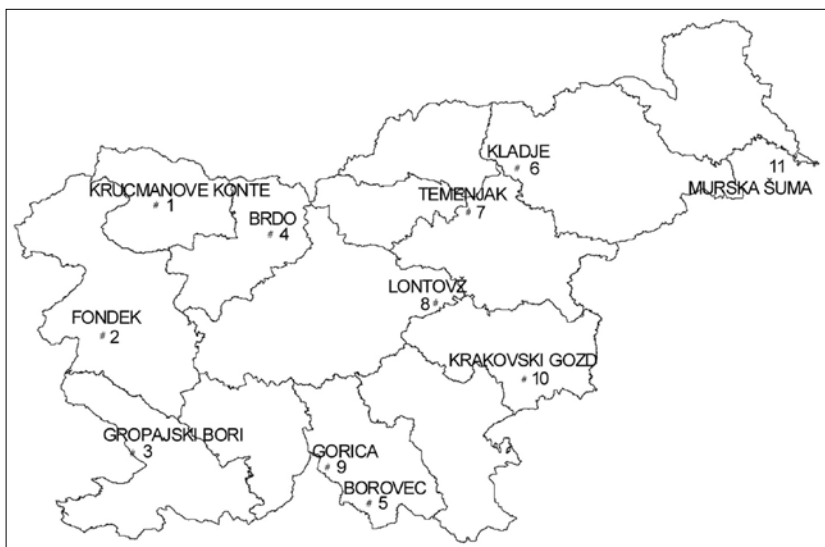 KLADJE
6
11
MURSKA ŠUMA
KRUCMANOVE KONTE
1
TEMENJAK
7
BRDO
4
LONTOVŽ
8
FONDEK
2
KRAKOVSKI GOZD
10
GROPAJSKI BORI
3
GORICA
9
BOROVEC
5